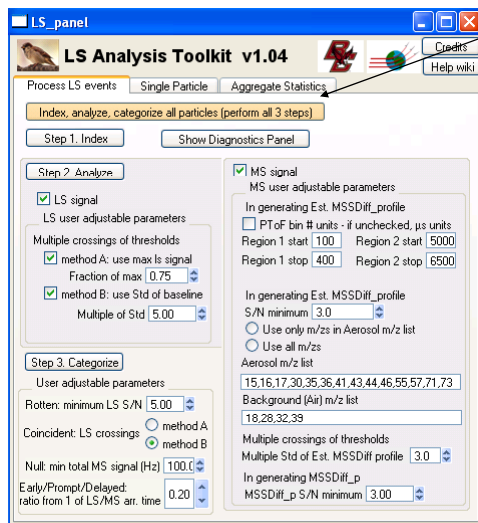 LS_panel
LS Analysis Toolkit v1.04
Credits
Help wiki
Process LS events
Single Particle
Aggregate Statistics
Index, analyze, categorize all particles (perform all 3 steps)
Step 1. Index
Show Diagnostics Panel
Step 2. Analyze
LS signal
LS user adjustable parameters
Multiple crossings of thresholds
method A: use max ls signal
Fraction of max 0.75
method B: use Std of baseline
Multiple of Std 5.00
Step 3. Categorize
User adjustable parameters
Rotten: minimum LS S/N 5.00
Coincident: LS crossings
method A
method B
Null: min total MS signal (Hz) 100.0
Early/Prompt/Delayed:
ratio from 1 of LS/MS arr. time 0.20
MS signal
MS user adjustable parameters
In generating Est. MSSDiff_profile
PToF bin # units - if unchecked, µs units
Region 1 start 100 Region 2 start 5000
Region 1 stop 400 Region 2 stop 6500
In generating Est. MSSDiff_profile
S/N minimum 3.0
Use only m/zs in Aerosol m/z list
Use all m/zs
Aerosol m/z list
15,16,17,30,35,36,41,43,44,46,55,57,71,73
Background (Air) m/z list
18,28,32,39
Multiple crossings of thresholds
Multiple Std of Est. MSSDiff profile 3.0
In generating MSSDiff_p
MSSDiff_p S/N minimum 3.00